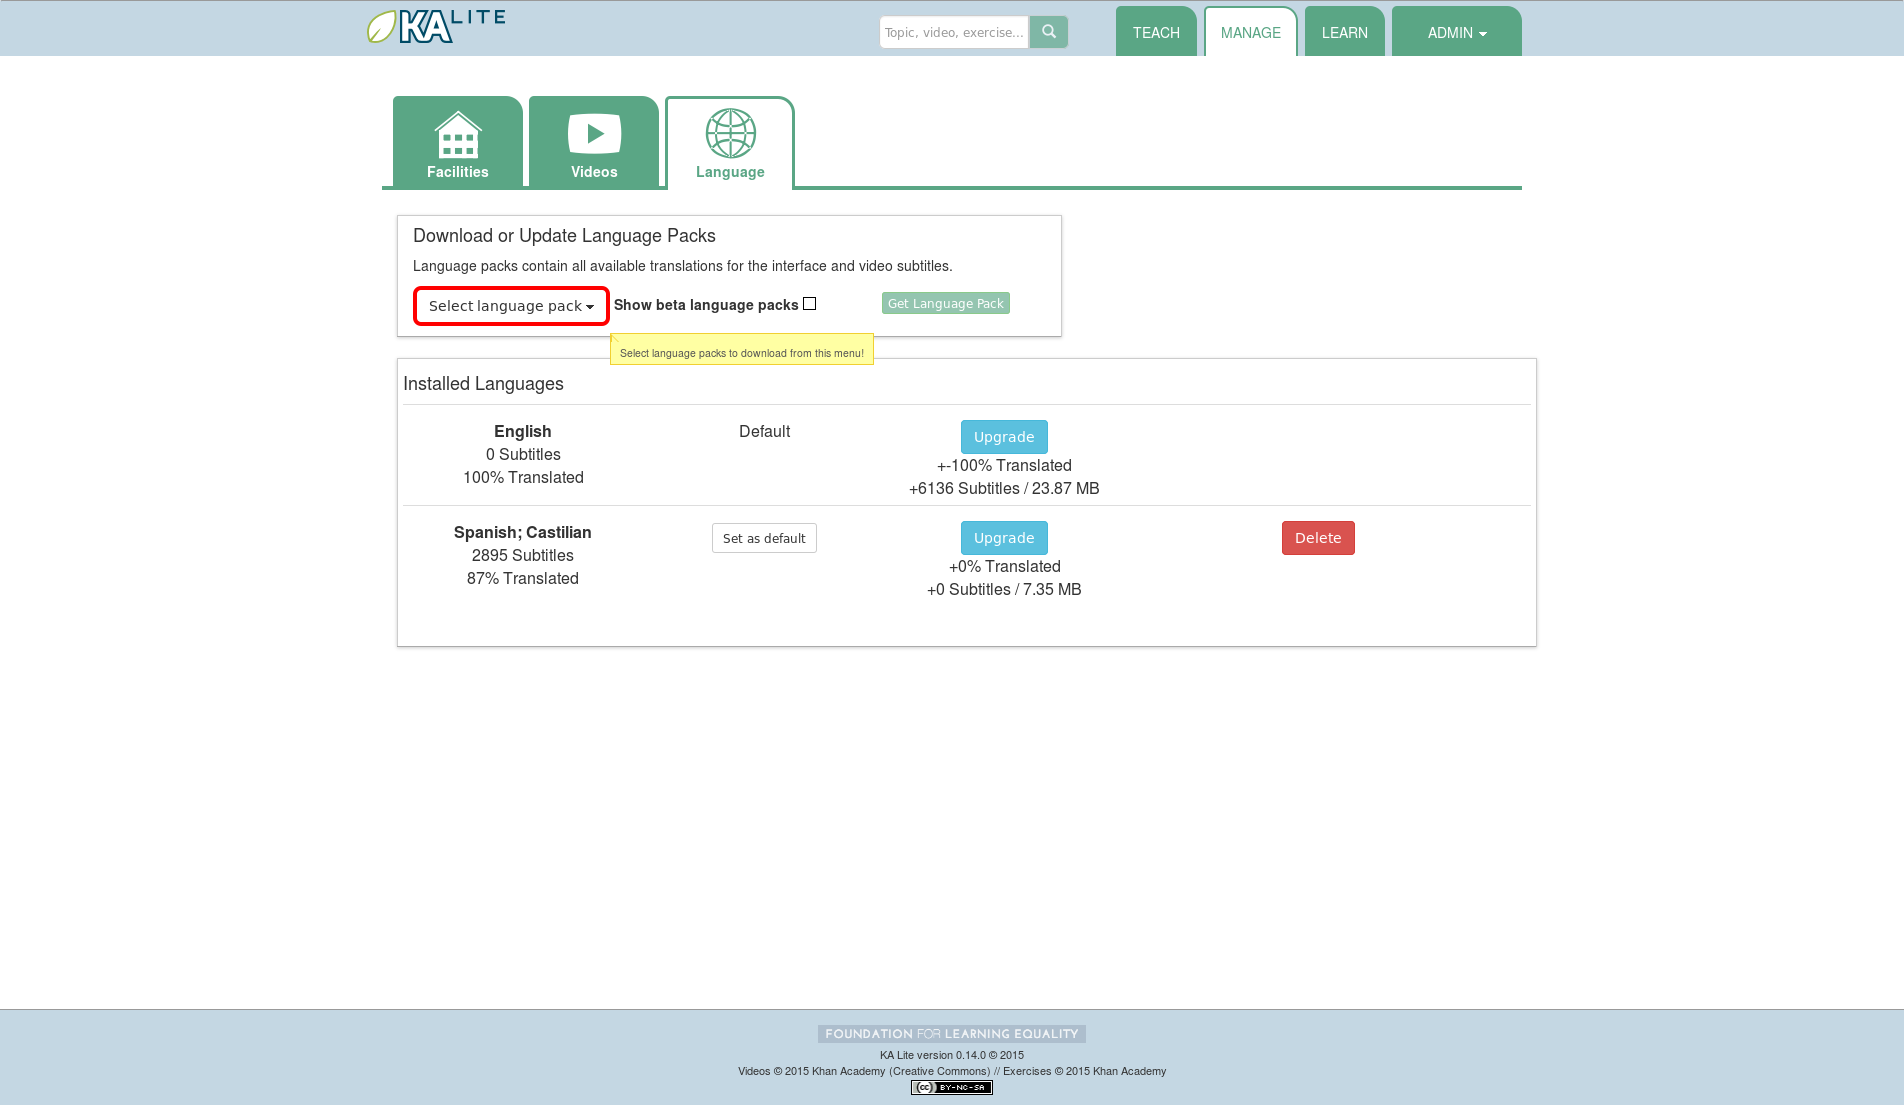 KA LITE
Topic, video, exercise...
TEACH
MANAGE
LEARN
ADMIN
Facilities
Videos
Language
Download or Update Language Packs
Language packs contain all available translations for the interface and video subtitles.
Select language pack
Show beta language packs
Get Language Pack
Select language packs to download from this menu!
Installed Languages
English
0 Subtitles
100% Translated
Default
Upgrade
+-100% Translated
+6136 Subtitles / 23.87 MB
Spanish; Castilian
2895 Subtitles
87% Translated
Set as default
Upgrade
+0% Translated
+0 Subtitles / 7.35 MB
Delete
FOUNDATION FOR LEARNING EQUALITY
KA Lite version 0.14.0 © 2015
Videos © 2015 Khan Academy (Creative Commons) // Exercises © 2015 Khan Academy
cc BY-NC-SA